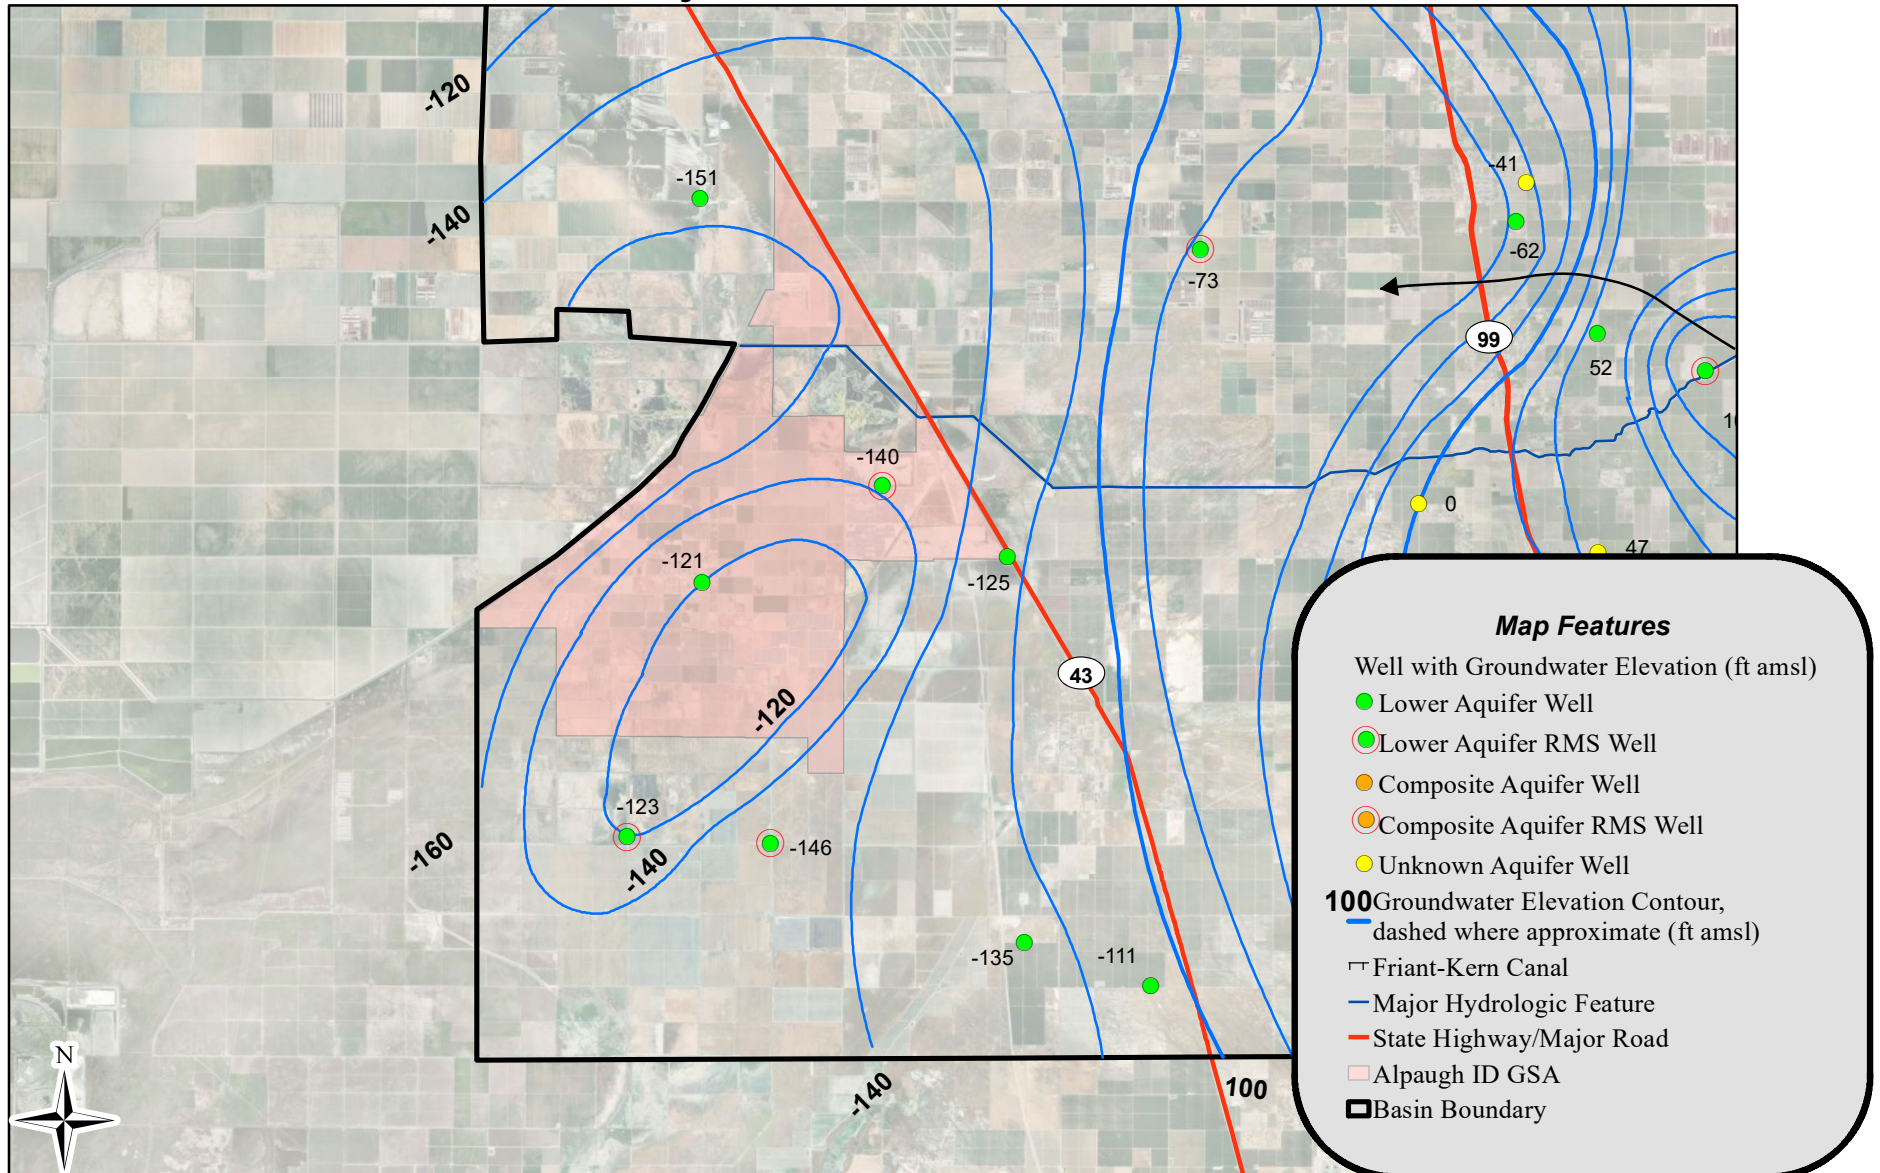 -120
-41
-151
-140
-62
-73
99
52
-140
0
47
-121
-125
43
-120
-123
-146
-160
-140
-135
-111
-140
100
N
Map Features
Well with Groundwater Elevation (ft amsl)
Lower Aquifer Well
Lower Aquifer RMS Well
Composite Aquifer Well
Composite Aquifer RMS Well
Unknown Aquifer Well
100 Groundwater Elevation Contour,
dashed where approximate (ft amsl)
Friant-Kern Canal
Major Hydrologic Feature
State Highway/Major Road
Alpaugh ID GSA
Basin Boundary